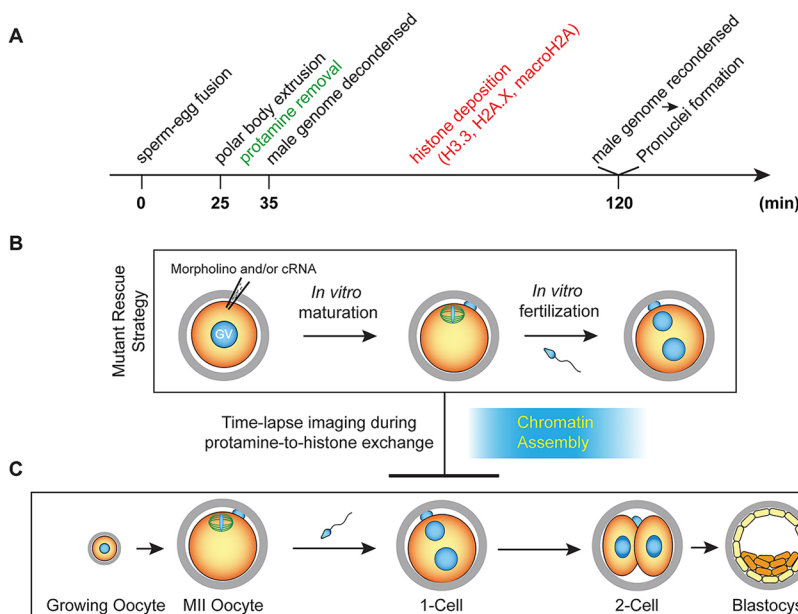 A
sperm-egg fusion
polar body extrusion
protamine removal
male genome decondensed
histone deposition
(H3.3, H2A.X, macroH2A)
male genome recondensed
Pronuclei formation
0
25
35
120
(min)
B
Mutant Rescue
Strategy
Morpholino and/or cRNA
GV
In vitro
maturation
In vitro
fertilization
Time-lapse imaging during
protamine-to-histone exchange
Chromatin
Assembly
C
Growing Oocyte
MII Oocyte
1-Cell
2-Cell
Blastocy